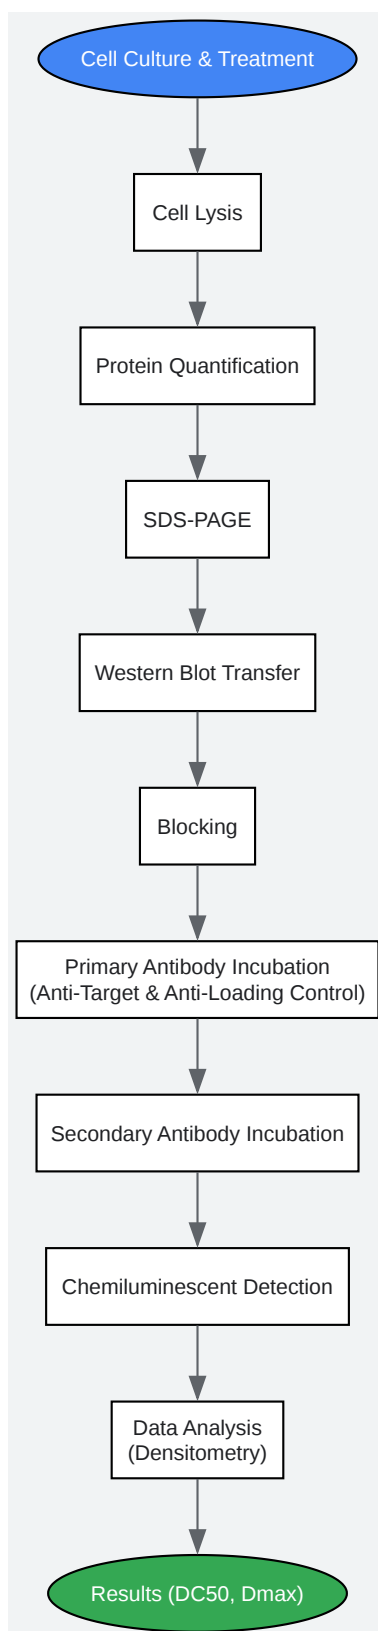 Cell Culture & Treatment
Cell Lysis
Protein Quantification
SDS-PAGE
Western Blot Transfer
Blocking
Primary Antibody Incubation
(Anti-Target & Anti-Loading Control)
Secondary Antibody Incubation
Chemiluminescent Detection
Data Analysis
(Densitometry)
Results (DC50, Dmax)